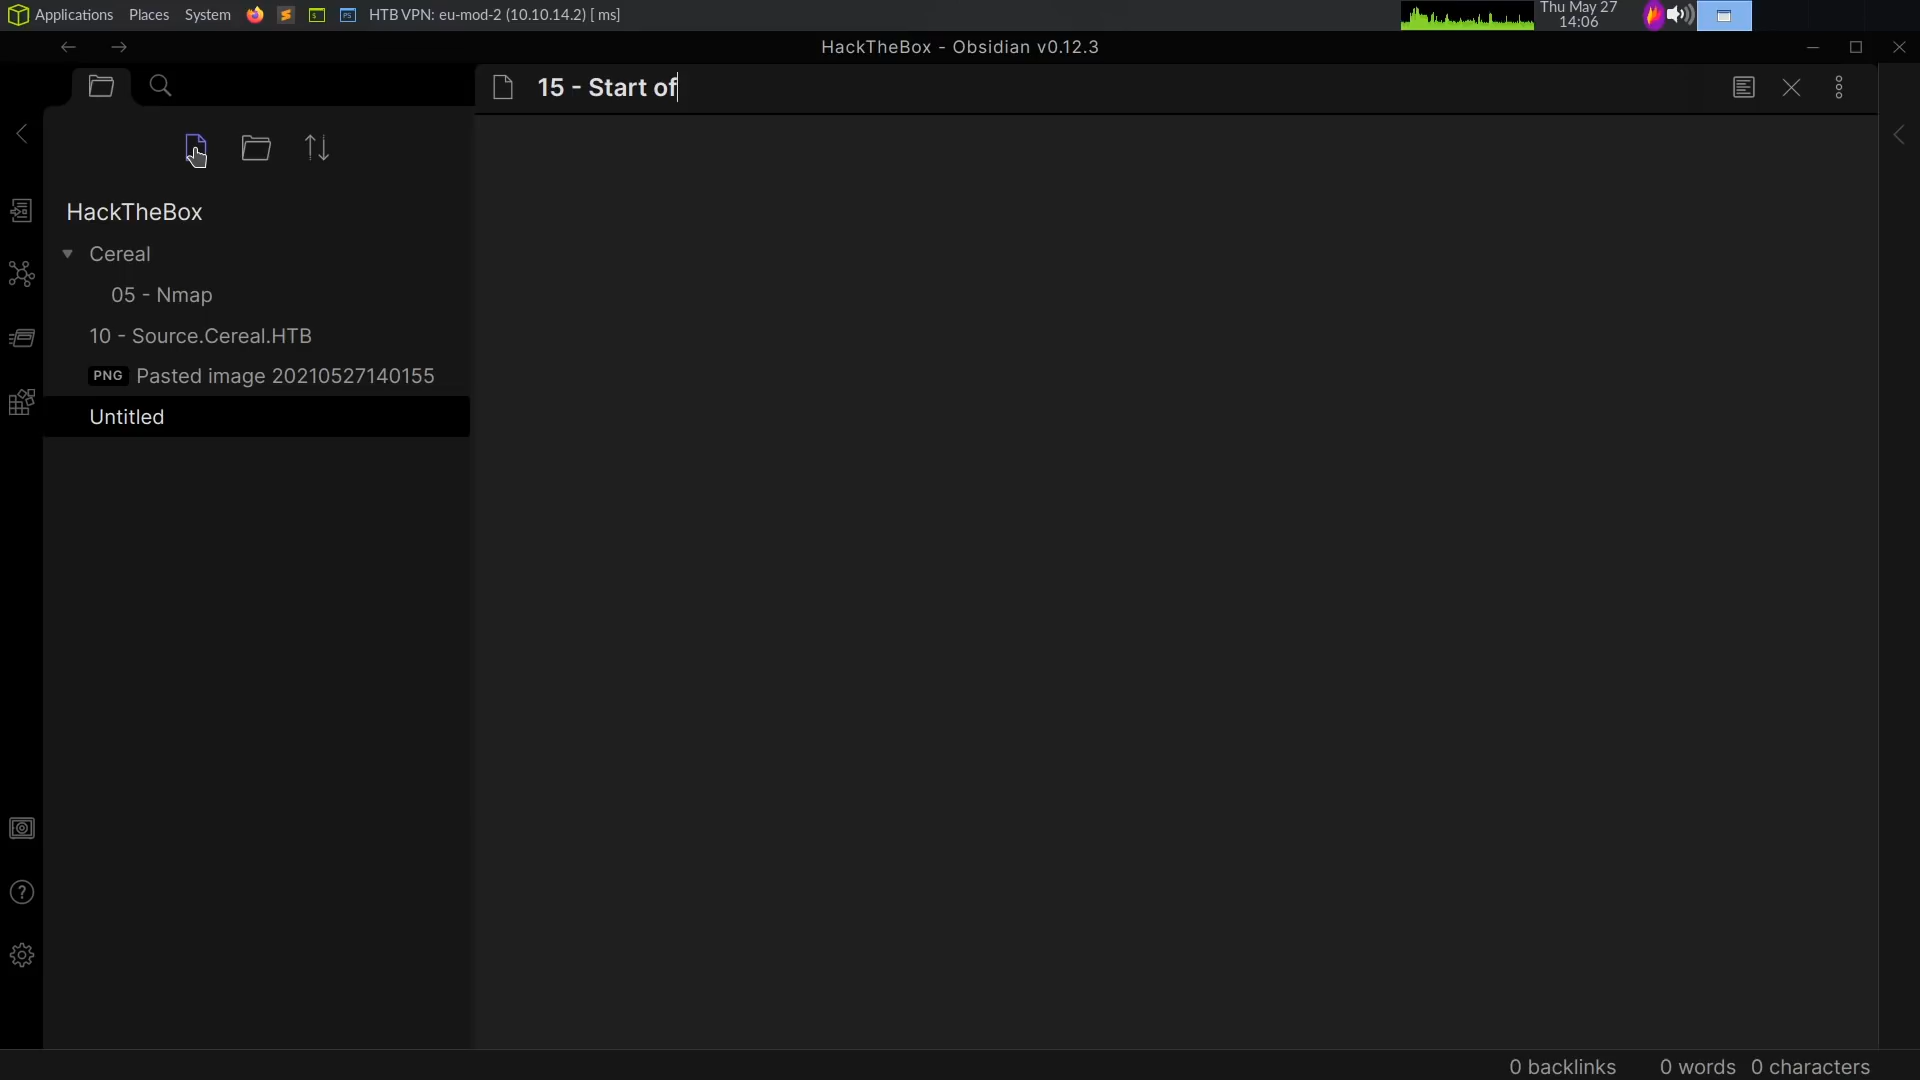 Applications Places System HTB VPN: eu-mod-2 (10.10.14.2) [ ms] Thu May 27
14:06
HackTheBox - Obsidian v0.12.3
15 - Start of
HackTheBox
Cereal
05 - Nmap
10 - Source.Cereal.HTB
PNG Pasted image 20210527140155
Untitled
0 backlinks 0 words 0 characters